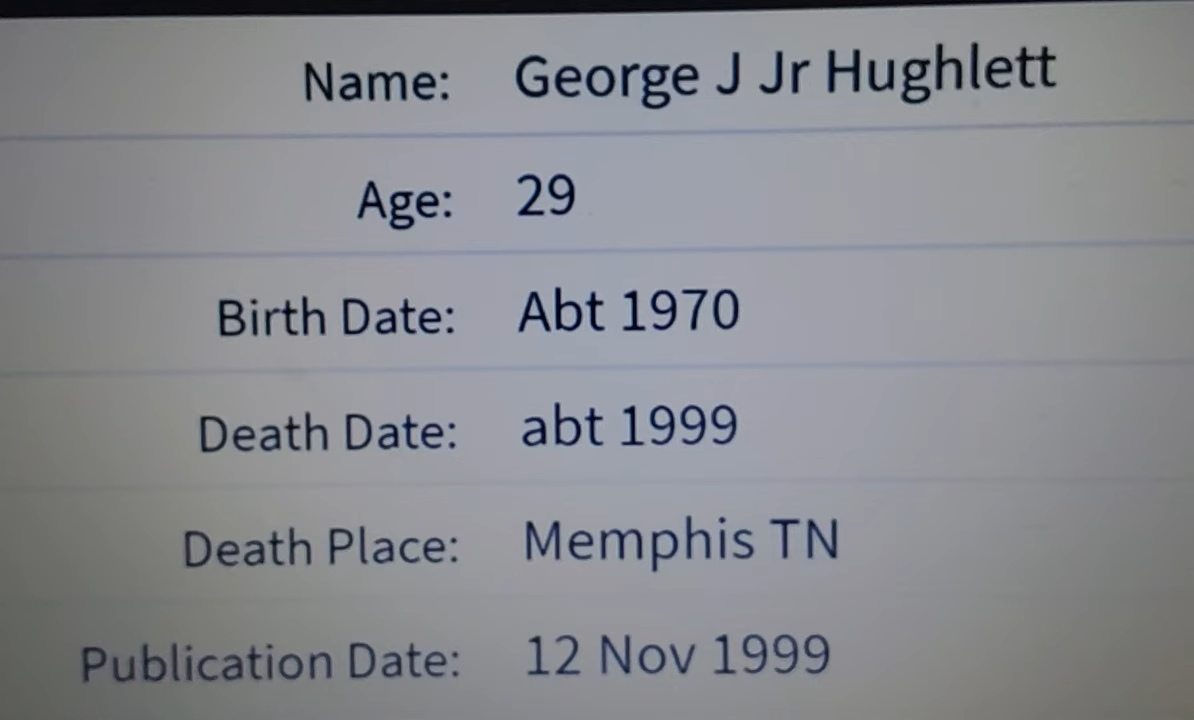 Name: George J Jr Hughlett
Age: 29
Birth Date: Abt 1970
Death Date: abt 1999
Death Place: Memphis TN
Publication Date: 12 Nov 1999